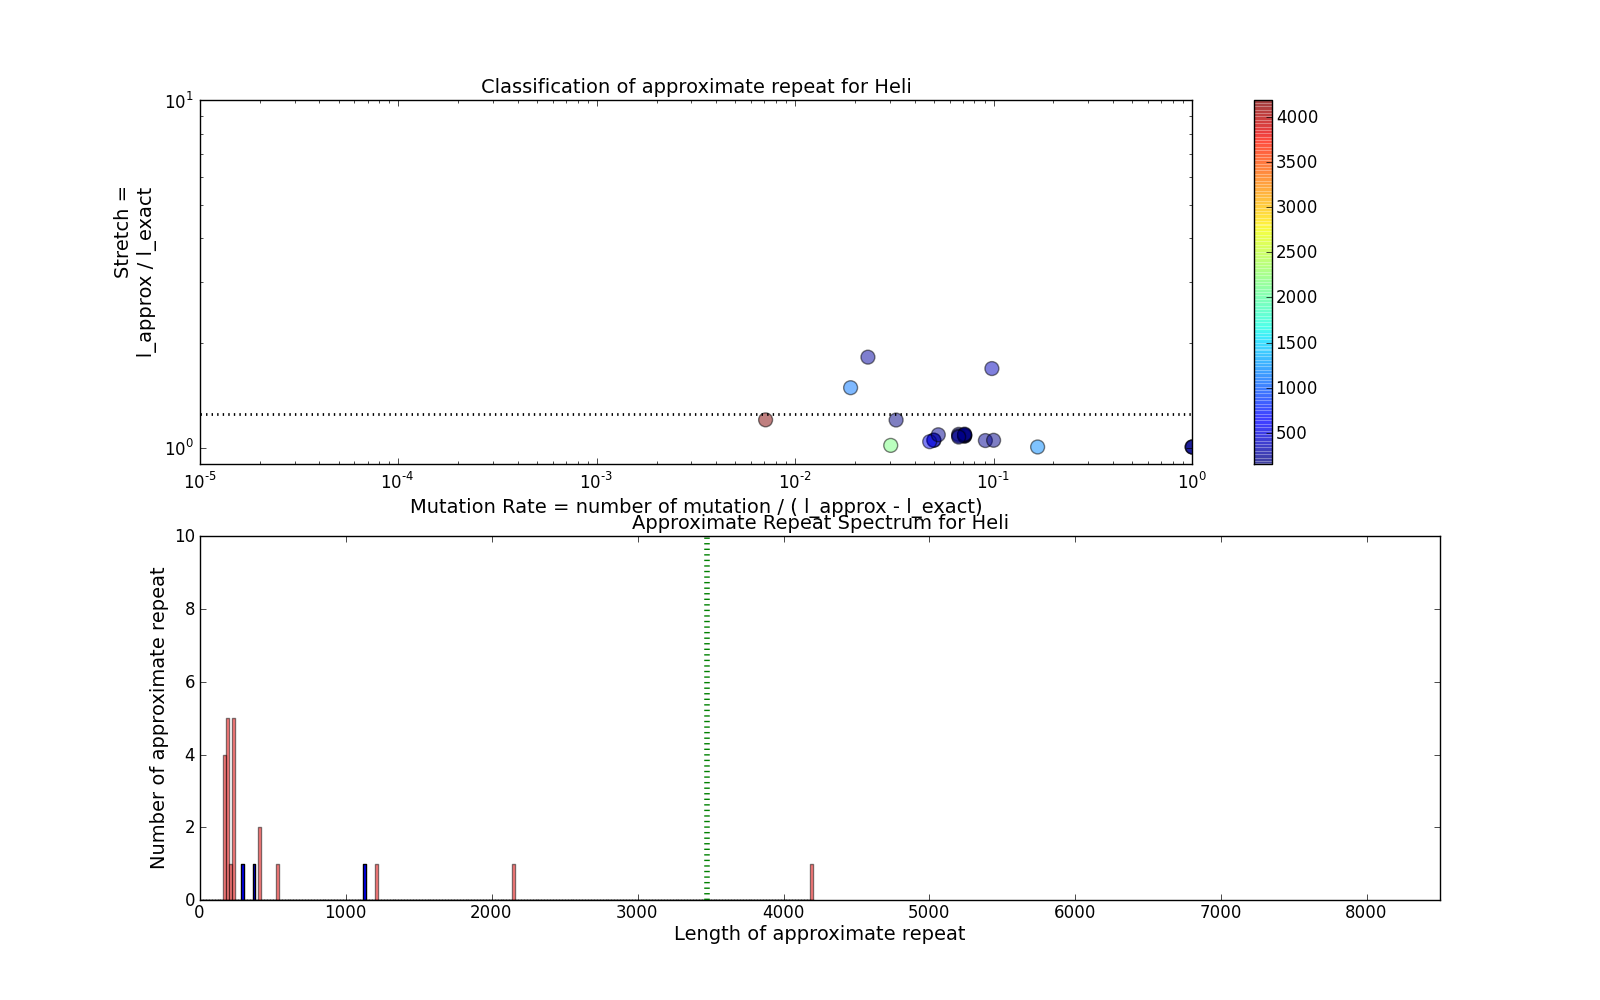 Classification of approximate repeat for Heli
10^1
10^0
Stretch =
l_approx / l_exact
10^-5 10^-4 10^-3 10^-2 10^-1 10^0
Mutation Rate = number of mutation / ( l_approx - l_exact)
4000
3500
3000
2500
2000
1500
1000
500
Approximate Repeat Spectrum for Heli
10
8
6
4
2
0
Number of approximate repeat
0 1000 2000 3000 4000 5000 6000 7000 8000
Length of approximate repeat